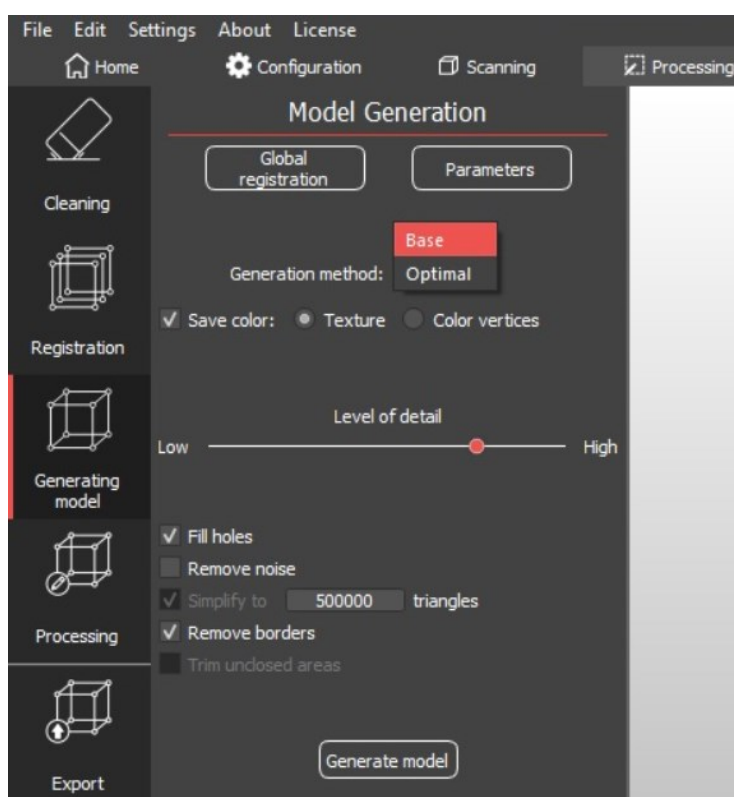 File Edit Settings About License
Home Configuration Scanning Processing
Model Generation
Global
registration
Parameters
Cleaning
Base
Generation method: Optimal
Save color: Texture Color vertices
Registration
Level of detail
Low High
Generating
model
Fill holes
Remove noise
Simplify to 500000 triangles
Processing
Remove borders
Trim unclosed areas
Generate model
Export